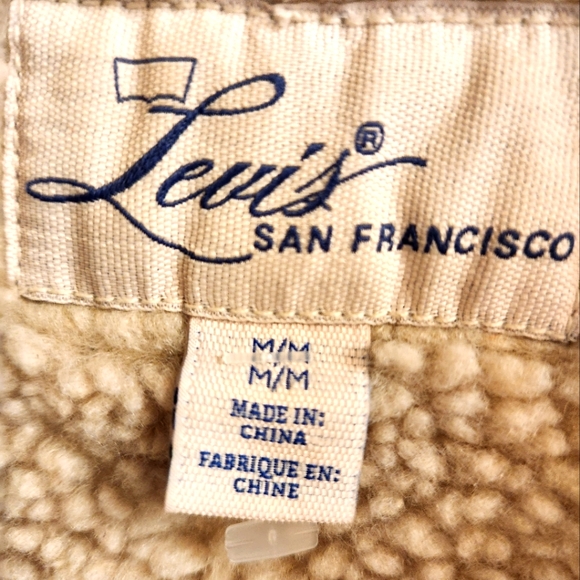 Levi's®
SAN FRANCISCO
M/M
M/M
MADE IN:
CHINA
FABRIQUE EN:
CHINE